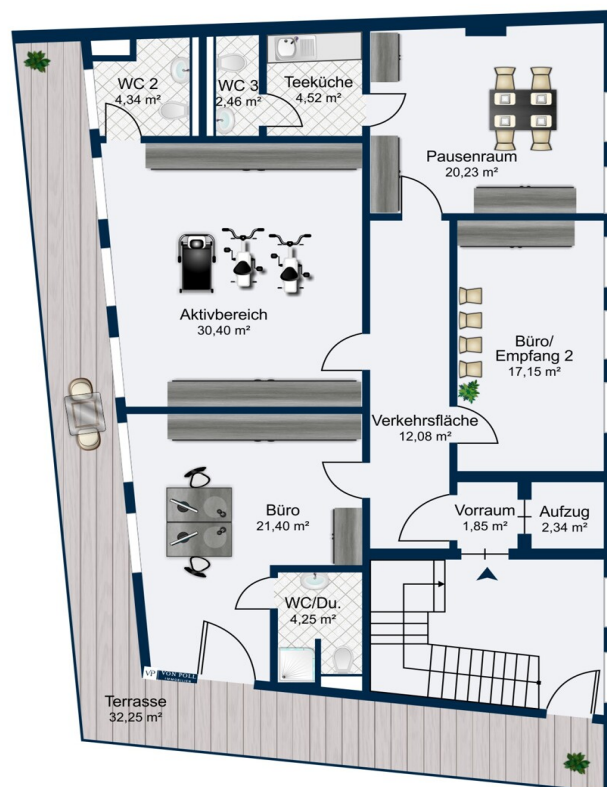 WC 2
4,34 m²
WC 3
2,46 m²
Teeküche
4,52 m²
Pausenraum
20,23 m²
Aktivbereich
30,40 m²
Büro/
Empfang 2
17,15 m²
Verkehrsfläche
12,08 m²
Büro
21,40 m²
Vorraum
1,85 m²
Aufzug
2,34 m²
WC/Du.
4,25 m²
VP VON POLL
IMMOBILIEN
Terrasse
32,25 m²